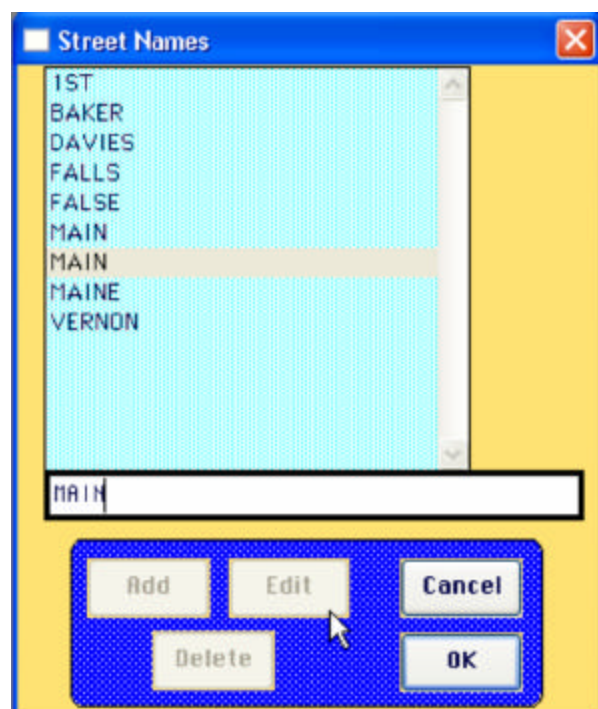 Street Names
1ST
BAKER
DAVIES
FALLS
FALSE
MAIN
MAIN
MAINE
VERNON
MAIN
Add Edit Cancel
Delete OK